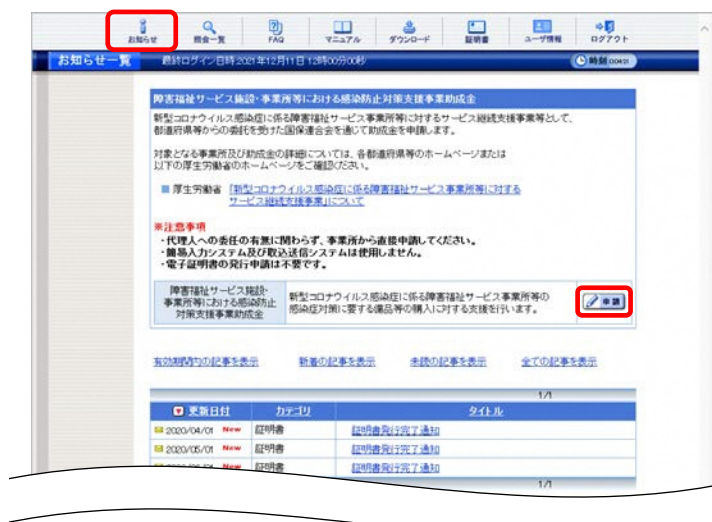 お知らせ 照会一覧 FAQ マニュアル ダウンロード 証明書 ユーザ情報 ログアウト
お知らせ一覧 最終ログイン日時:2021年12月11日 12時00分00秒 時刻
障害福祉サービス施設・事業所等における感染防止対策支援事業助成金
新型コロナウイルス感染症に係る障害福祉サービス事業所等に対するサービス継続支援事業等として、
都道府県等からの委託を受けた国保連合会を通じて助成金を申請します。
対象となる事業所及び助成金の詳細については、各都道府県等のホームページまたは
以下の厚生労働省のホームページをご確認ください。
■ 厚生労働省 「新型コロナウイルス感染症に係る障害福祉サービス事業所等に対する
サービス継続支援事業」について
※注意事項
・代理人への委任の有無に関わらず、事業所から直接申請してください。
・簡易入力システム及び取込送信システムは使用しません。
・電子証明書の発行申請は不要です。
障害福祉サービス施設・
事業所等における感染防止
対策支援事業助成金
新型コロナウイルス感染症に係る障害福祉サービス事業所等の
感染症対策に要する備品等の購入に対する支援を行います。
申請
有効期間内の記事を表示 新着の記事を表示 未読の記事を表示 全ての記事を表示
1/1
更新日付 カテゴリ タイトル
2020/04/01 New 証明書 証明書発行完了通知
2020/05/01 New 証明書 証明書発行完了通知
証明書 証明書発行完了通知
1/1